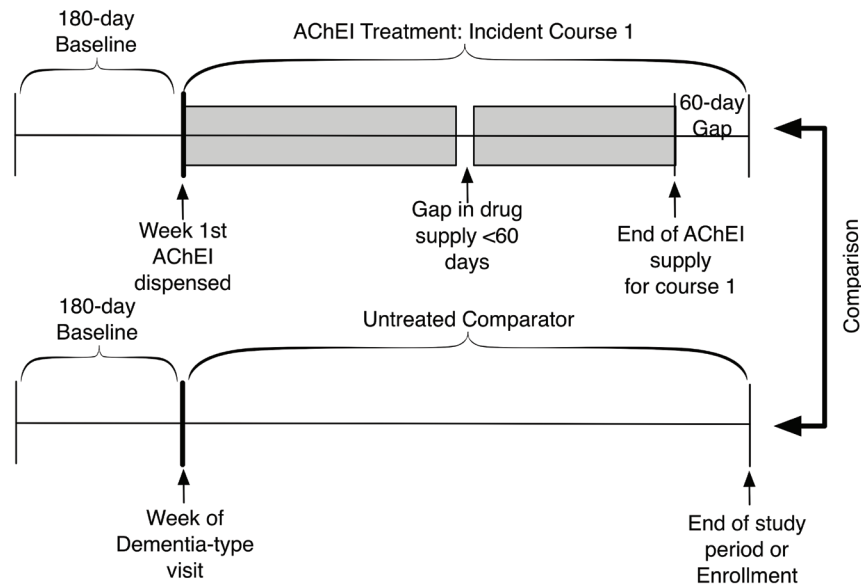 180-day
Baseline
AChEI Treatment: Incident Course 1
60-day
Gap
Week 1st
AChEI
dispensed
Gap in drug
supply <60
days
End of AChEI
supply
for course 1
Comparison
180-day
Baseline
Untreated Comparator
Week of
Dementia-type
visit
End of study
period or
Enrollment